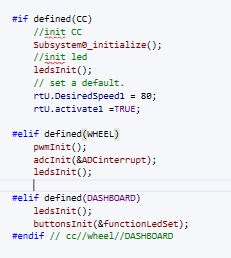 #if defined(CC)
//init CC
Subsystem0_initialize();
//init led
ledsInit();
// set a default.
rtU.DesiredSpeed1 = 80;
rtU.activate1 =TRUE;
#elif defined(WHEEL)
pwmInit();
adcInit(&ADCinterrupt);
ledsInit();
#elif defined(DASHBOARD)
ledsInit();
buttonsInit(&functionLedSet);
#endif // cc//wheel//DASHBOARD